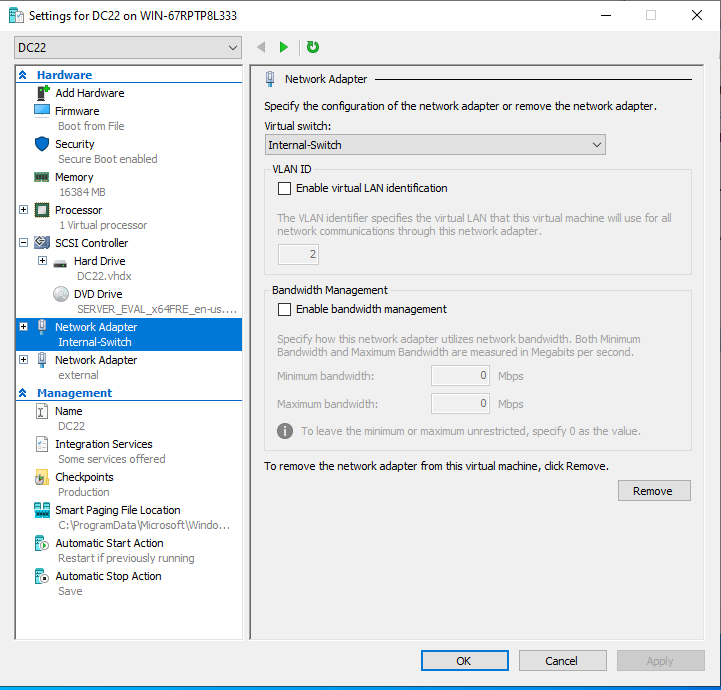 Settings for DC22 on WIN-67RPTP8L333
DC22
Hardware
Add Hardware
Firmware
Boot from File
Security
Secure Boot enabled
Memory
16384 MB
Processor
1 Virtual processor
SCSI Controller
Hard Drive
DC22.vhdx
DVD Drive
SERVER_EVAL_x64FRE_en-us....
Network Adapter
Internal-Switch
Network Adapter
external
Management
Name
DC22
Integration Services
Some services offered
Checkpoints
Production
Smart Paging File Location
C:\ProgramData\Microsoft\Windo...
Automatic Start Action
Restart if previously running
Automatic Stop Action
Save
Network Adapter
Specify the configuration of the network adapter or remove the network adapter.
Virtual switch:
Internal-Switch
VLAN ID
Enable virtual LAN identification
The VLAN identifier specifies the virtual LAN that this virtual machine will use for all
network communications through this network adapter.
2
Bandwidth Management
Enable bandwidth management
Specify how this network adapter utilizes network bandwidth. Both Minimum
Bandwidth and Maximum Bandwidth are measured in Megabits per second.
Minimum bandwidth: 0 Mbps
Maximum bandwidth: 0 Mbps
To leave the minimum or maximum unrestricted, specify 0 as the value.
To remove the network adapter from this virtual machine, click Remove.
Remove
OK Cancel Apply